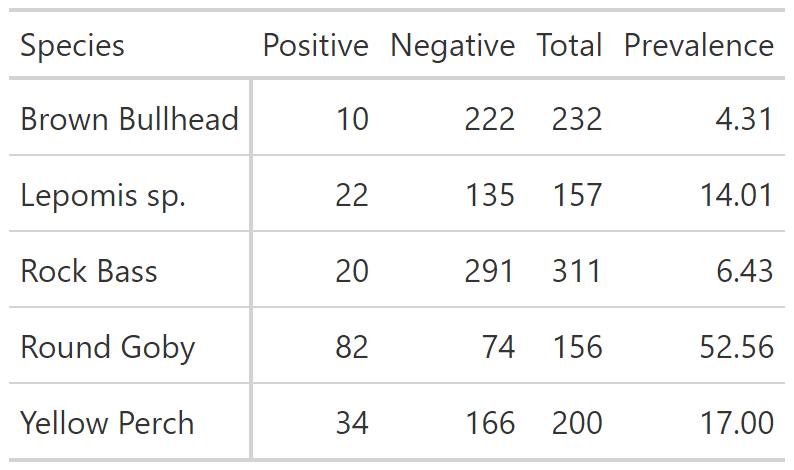 Species Positive Negative Total Prevalence
Brown Bullhead 10 222 232 4.31
Lepomis sp. 22 135 157 14.01
Rock Bass 20 291 311 6.43
Round Goby 82 74 156 52.56
Yellow Perch 34 166 200 17.00